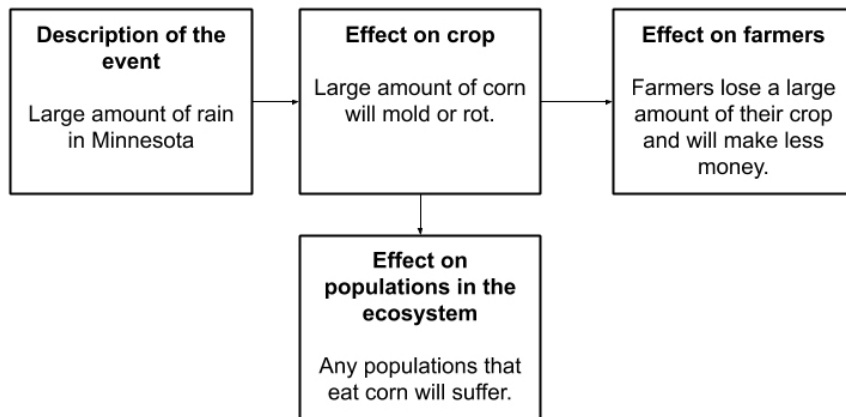 Description of the
event
Large amount of rain
in Minnesota
Effect on crop
Large amount of corn
will mold or rot.
Effect on farmers
Farmers lose a large
amount of their crop
and will make less
money.
Effect on
populations in the
ecosystem
Any populations that
eat corn will suffer.